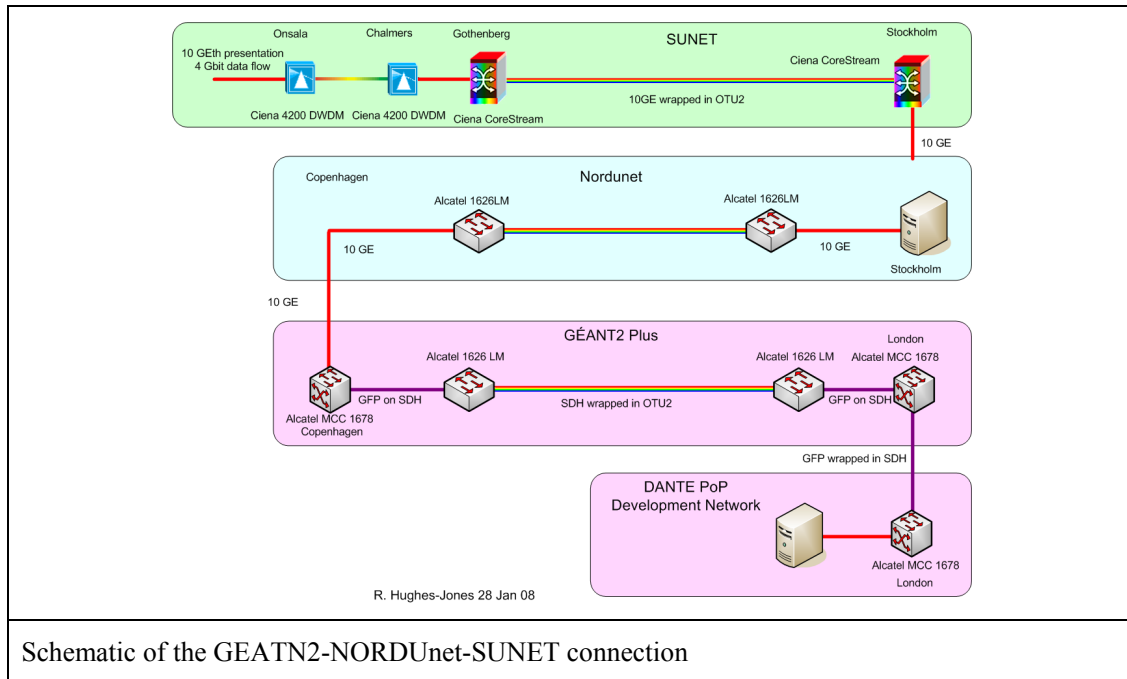 Onsala
Chalmers
Gothenberg
SUNET
Stockholm
10 GEth presentation
4 Gbit data flow
Ciena CoreStream
10GE wrapped in OTU2
Ciena 4200 DWDM
Ciena 4200 DWDM
Ciena CoreStream
10 GE
Copenhagen
Nordunet
Alcatel 1626LM
Alcatel 1626LM
10 GE
10 GE
Stockholm
10 GE
GÉANT2 Plus
London
Alcatel 1626 LM
Alcatel 1626 LM
Alcatel MCC 1678
GFP on SDH
SDH wrapped in OTU2
GFP on SDH
Alcatel MCC 1678
Copenhagen
GFP wrapped in SDH
DANTE PoP
Development Network
Alcatel MCC 1678
London
R. Hughes-Jones 28 Jan 08
Schematic of the GEATN2-NORDUnet-SUNET connection